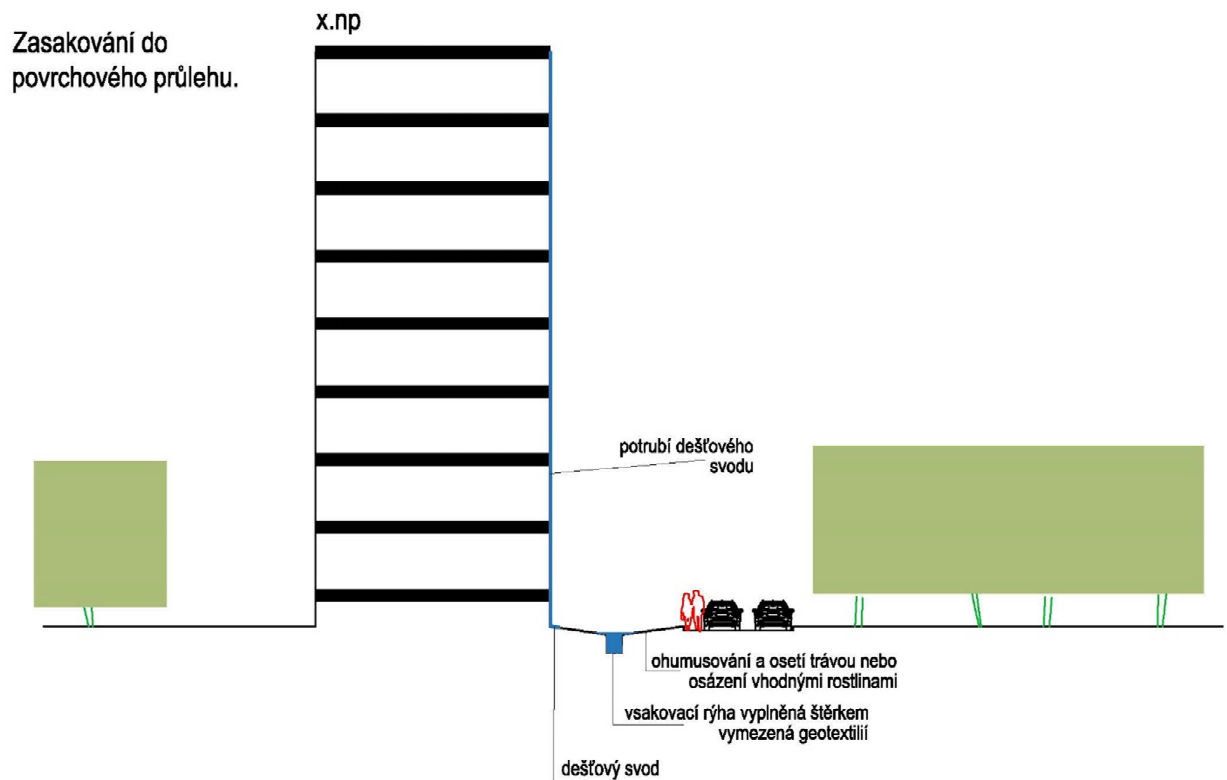 Zasakování do
povrchového průlehu.
x.np
potrubí dešťového
svodu
ohumusování a osetí trávou nebo
osázení vhodnými rostlinami
vsakovací rýha vyplněná štěrkem
vymezená geotextilií
dešťový svod